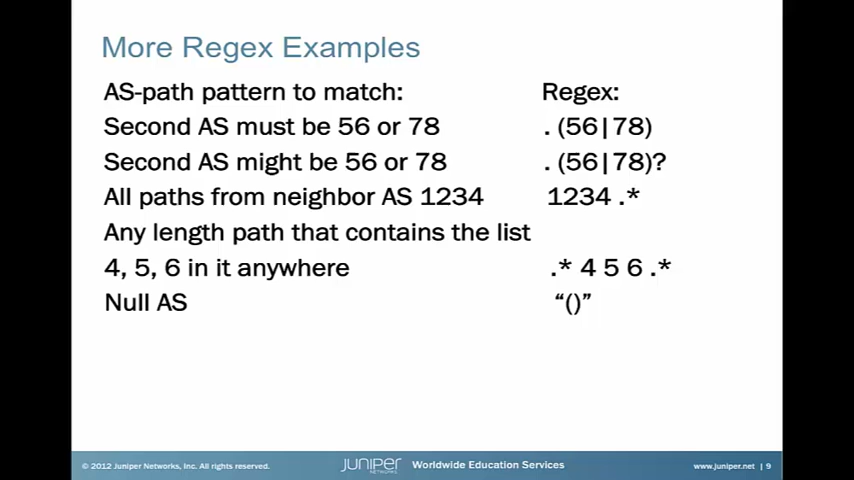 More Regex Examples
AS-path pattern to match: Regex:
Second AS must be 56 or 78 . (56|78)
Second AS might be 56 or 78 . (56|78)?
All paths from neighbor AS 1234 1234 .*
Any length path that contains the list
4, 5, 6 in it anywhere .* 4 5 6 .*
Null AS “()”
© 2012 Juniper Networks, Inc. All rights reserved. JUNIPER NETWORKS Worldwide Education Services www.juniper.net | 9